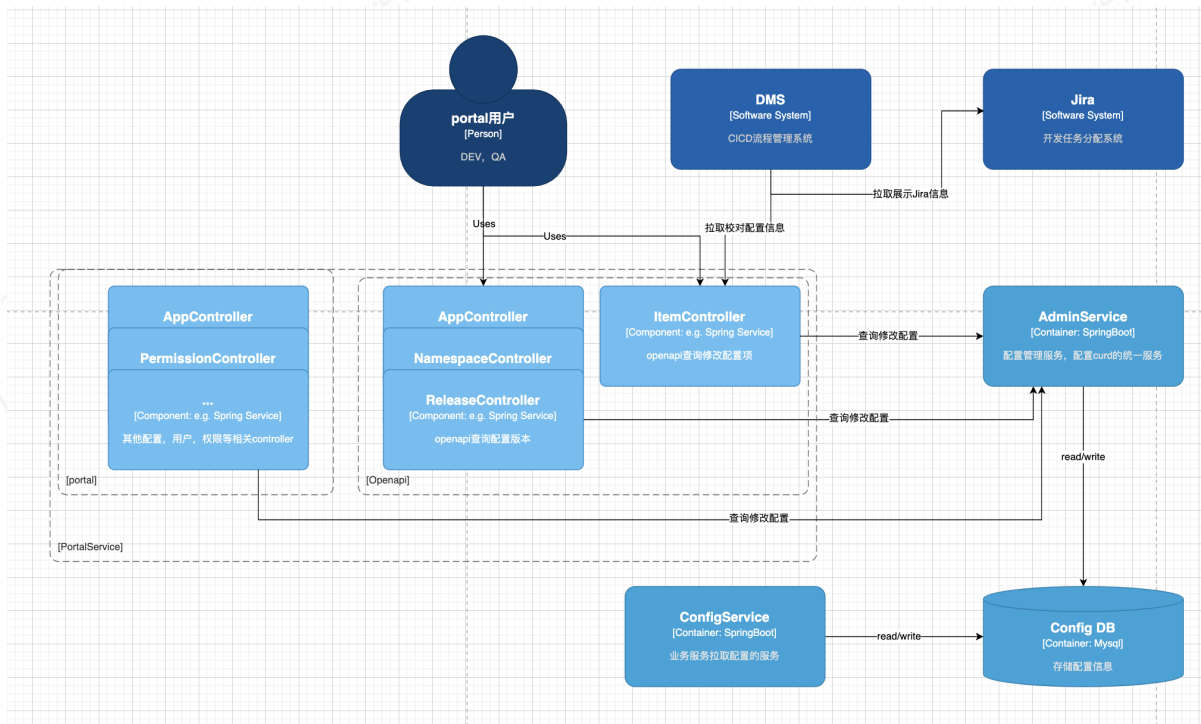 portal用户
[Person]
DEV，QA
DMS
[Software System]
CICD流程管理系统
Jira
[Software System]
开发任务分配系统
拉取展示Jira信息
Uses
Uses
拉取校对配置信息
AppController
PermissionController
...
[Component: e.g. Spring Service]
其他配置，用户，权限等相关controller
[portal]
AppController
NamespaceController
ReleaseController
[Component: e.g. Spring Service]
openapi查询配置版本
[Openapi]
ItemController
[Component: e.g. Spring Service]
openapi查询修改配置项
查询修改配置
AdminService
[Container: SpringBoot]
配置管理服务，配置curd的统一服务
查询修改配置
read/write
查询修改配置
[PortalService]
ConfigService
[Container: SpringBoot]
业务服务拉取配置的服务
read/write
Config DB
[Container: Mysql]
存储配置信息